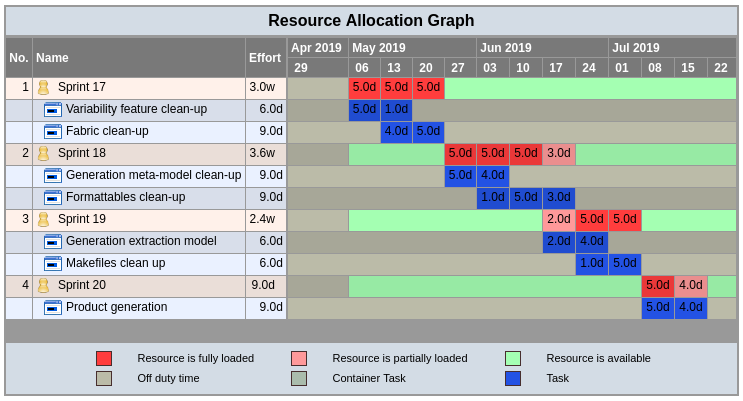 Resource Allocation Graph
Apr 2019 May 2019 Jun 2019 Jul 2019
No. Name Effort 29 06 13 20 27 03 10 17 24 01 08 15 22
1 Sprint 17 3.0w 5.0d 5.0d 5.0d
Variability feature clean-up 6.0d 5.0d 1.0d
Fabric clean-up 9.0d 4.0d 5.0d
2 Sprint 18 3.6w 5.0d 5.0d 5.0d 3.0d
Generation meta-model clean-up 9.0d 5.0d 4.0d
Formattables clean-up 9.0d 1.0d 5.0d 3.0d
3 Sprint 19 2.4w 2.0d 5.0d 5.0d
Generation extraction model 6.0d 2.0d 4.0d
Makefiles clean up 6.0d 1.0d 5.0d
4 Sprint 20 9.0d 5.0d 4.0d
Product generation 9.0d 5.0d 4.0d
Resource is fully loaded Resource is partially loaded Resource is available
Off duty time Container Task Task